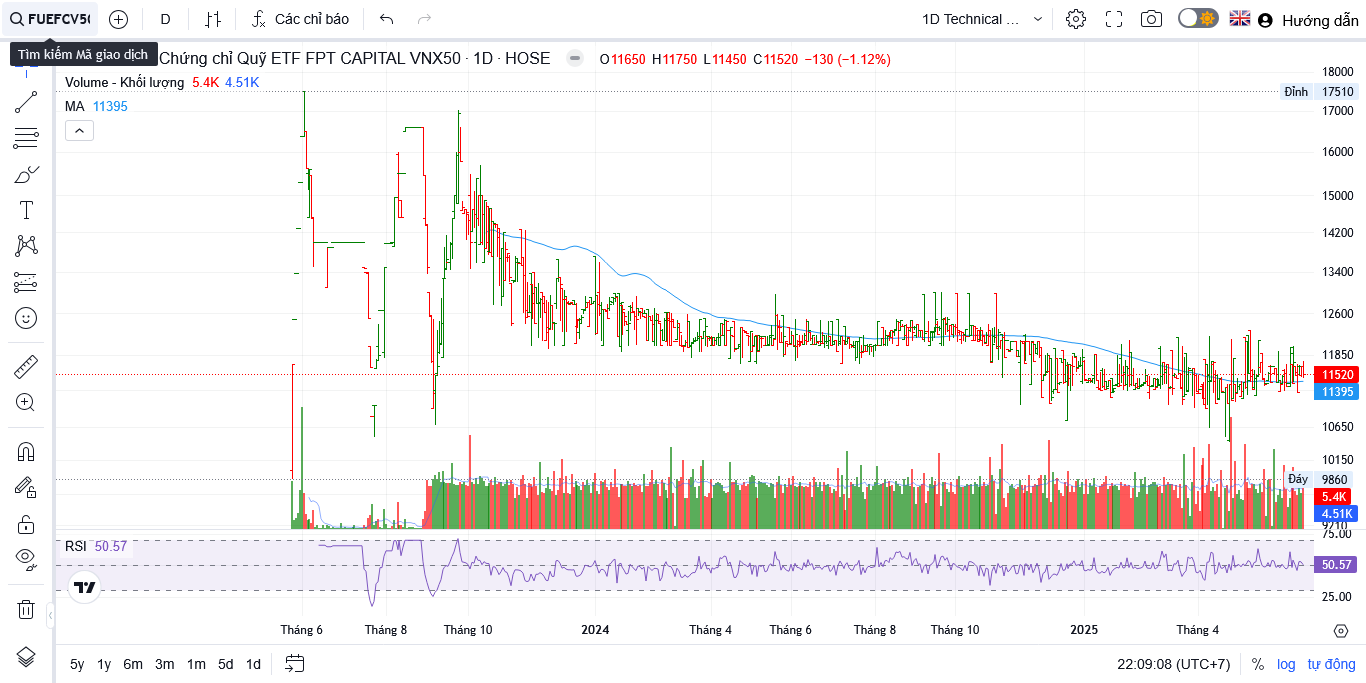 FUEFCV50
D
Các chỉ báo
1D Technical ...
Hướng dẫn
Tìm kiếm Mã giao dịch
Chứng chỉ Quỹ ETF FPT CAPITAL VNX50 · 1D · HOSE
O11650 H11750 L11450 C11520 −130 (−1.12%)
Volume - Khối lượng 5.4K 4.51K
MA 11395
18000
Đỉnh 17510
17000
16000
15000
14200
13400
12600
11850
11520
11395
10650
10150
Đáy 9860
5.4K
4.51K
9210
75.00
RSI 50.57
50.57
25.00
Tháng 6 Tháng 8 Tháng 10 2024 Tháng 4 Tháng 6 Tháng 8 Tháng 10 2025 Tháng 4
5y 1y 6m 3m 1m 5d 1d
22:09:08 (UTC+7) % log tự động